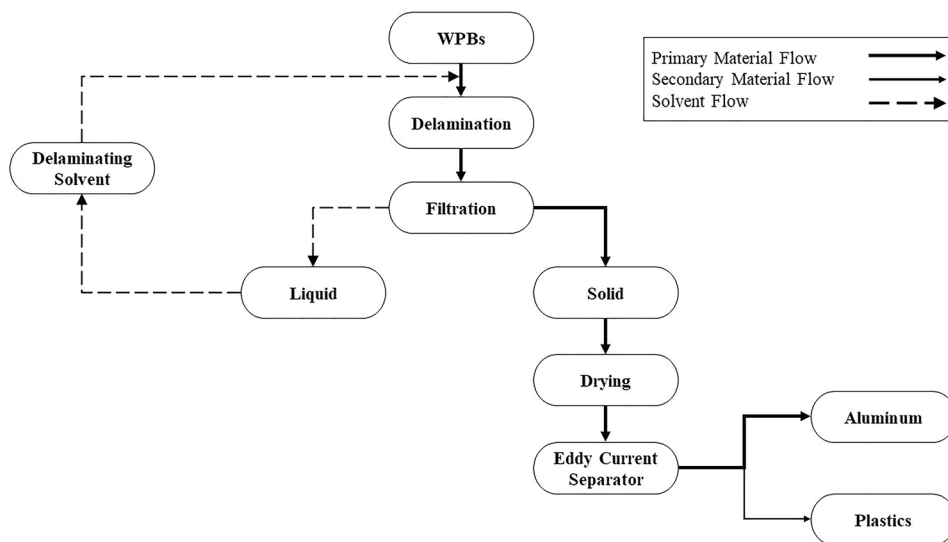 WPBs
Primary Material Flow
Secondary Material Flow
Solvent Flow
Delamination
Delaminating
Solvent
Filtration
Liquid
Solid
Drying
Aluminum
Eddy Current
Separator
Plastics